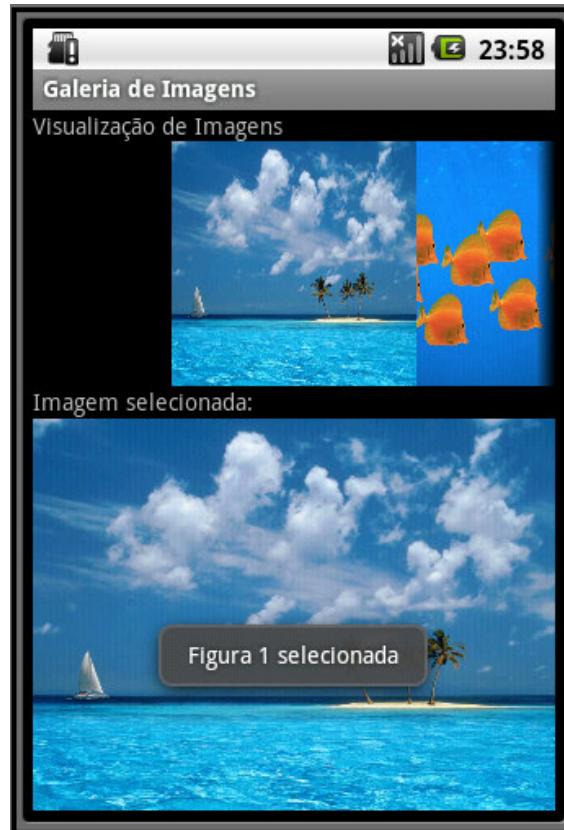 23:58
Galeria de Imagens
Visualização de Imagens
Imagem selecionada:
Figura 1 selecionada